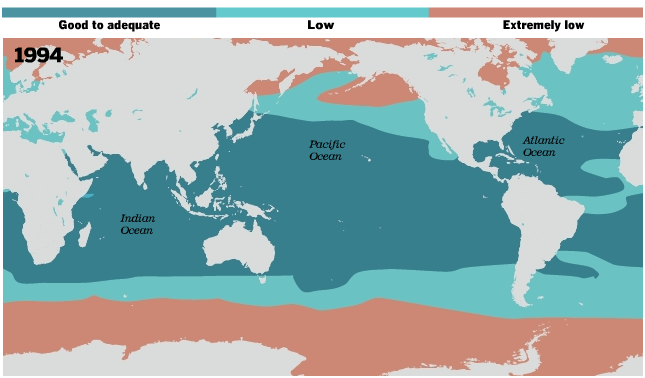 Good to adequate
Low
Extremely low
1994
Pacific
Ocean
Atlantic
Ocean
Indian
Ocean